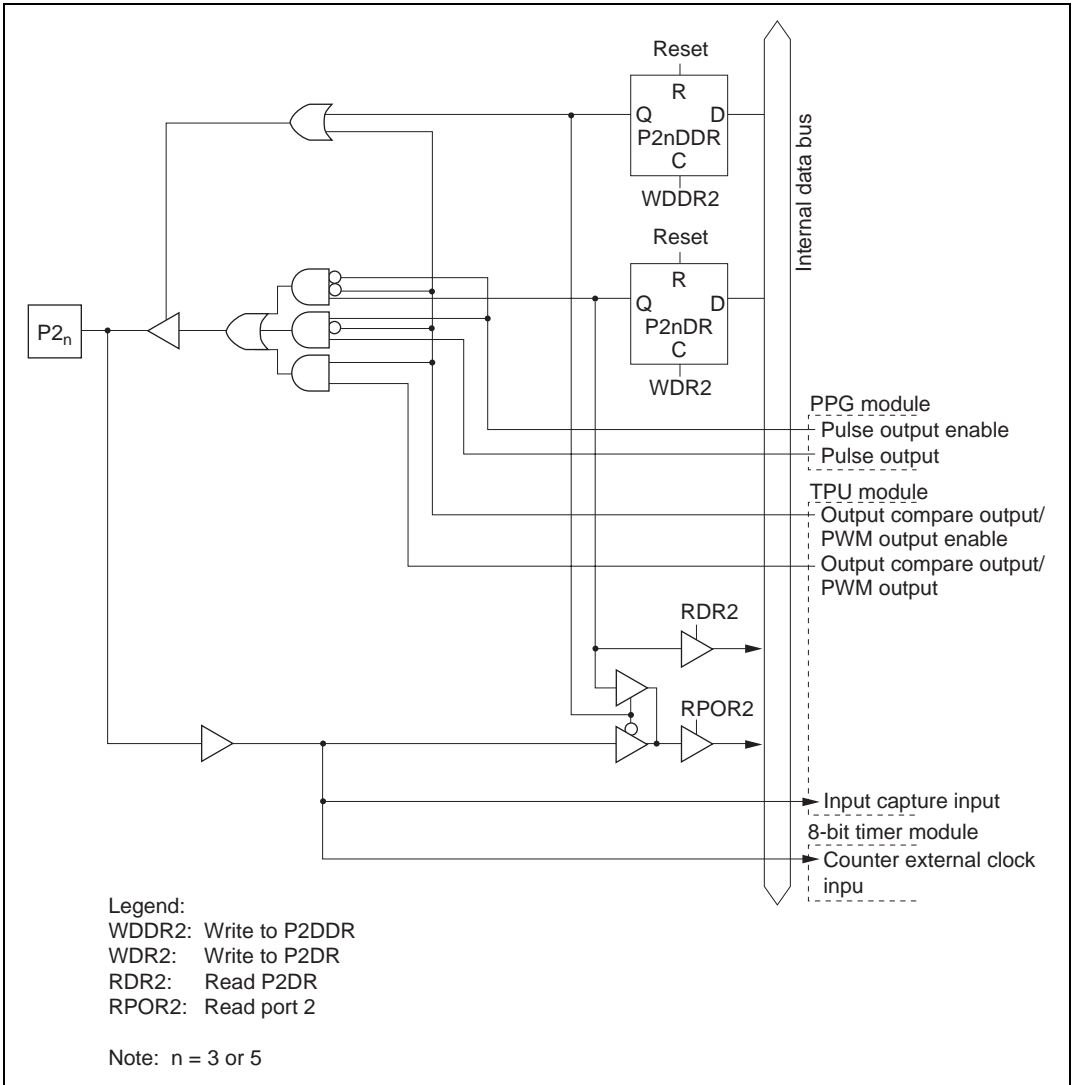 Reset
R
Q D
P2nDDR
C
WDDR2
Reset
R
Q D
P2nDR
C
WDR2
Internal data bus
P2n
PPG module
Pulse output enable
Pulse output
TPU module
Output compare output/
PWM output enable
Output compare output/
PWM output
RDR2
RPOR2
Input capture input
8-bit timer module
Counter external clock
inpu
Legend:
WDDR2: Write to P2DDR
WDR2: Write to P2DR
RDR2: Read P2DR
RPOR2: Read port 2
Note: n = 3 or 5